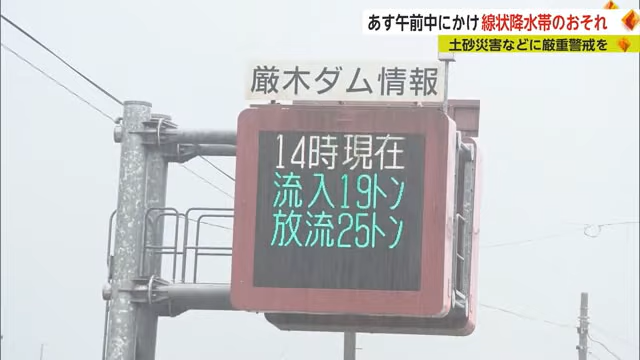 あす午前中にかけ線状降水帯のおそれ
土砂災害などに厳重警戒を
厳木ダム情報
14時現在
流入19トン
放流25トン